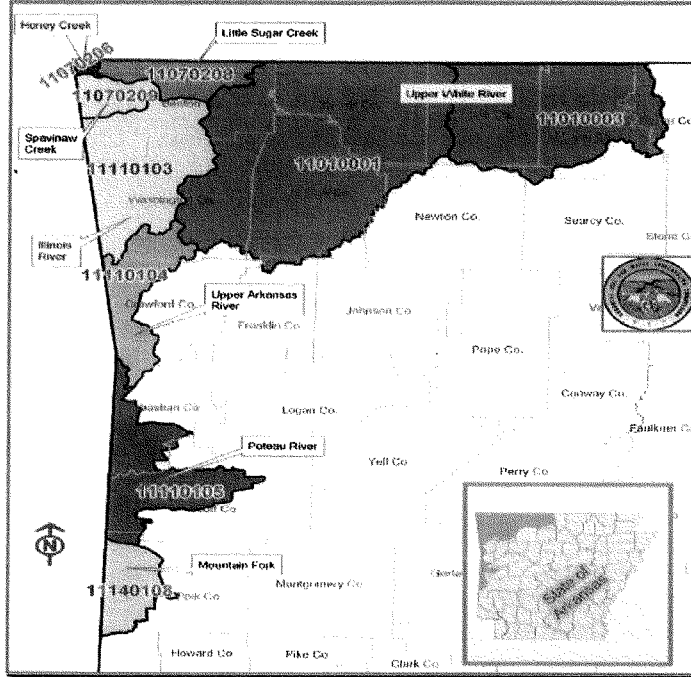 Honey Creek
Little Sugar Creek
11070206
11070208
11070209
Upper White River
11010003
Spavinaw
Creek
11110103
11010001
Newton Co.
Searcy Co.
Stone
Illinois
River
11110104
Crawford Co.
Upper Arkansas
River
Johnson Co.
Franklin Co.
Pope Co.
Conway Co.
Logan Co.
Faulkner
Poteau River
Yell Co
Perry Co.
11110105
N
Mountain Fork
11140108
Polk Co.
Montgomery Co.
State of
Arkansas
Howard Co.
Pike Co.
Clark Co.